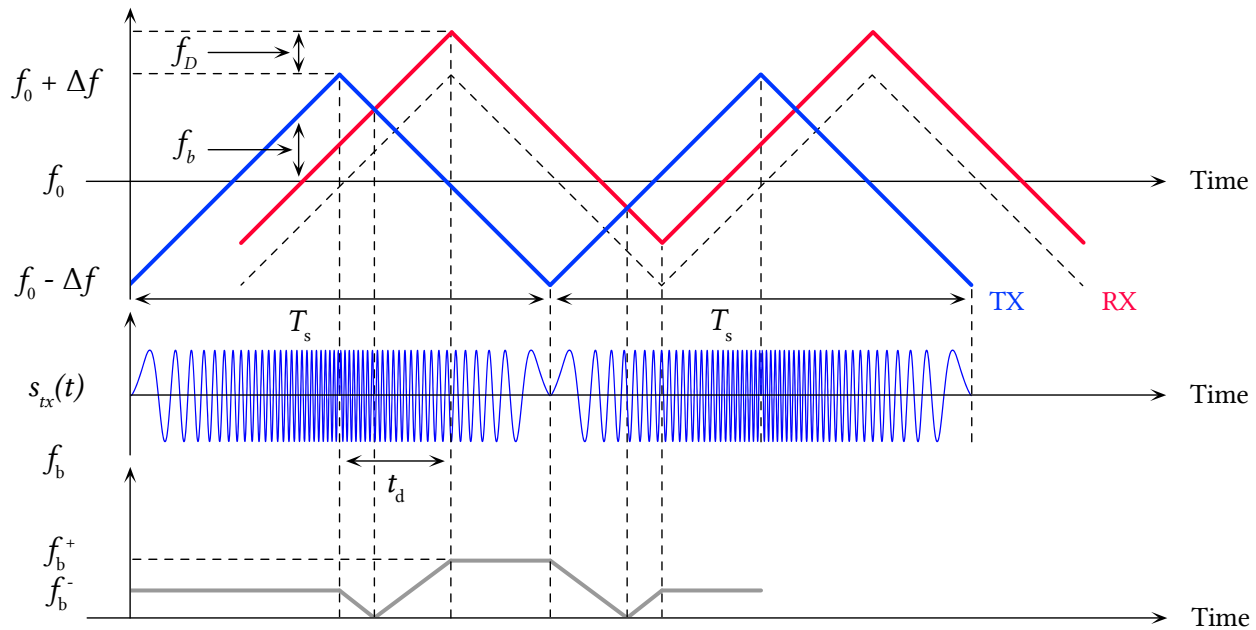 f_D
f_0 + Δf
f_b
f_0
Time
f_0 - Δf
TX
RX
T_s
T_s
s_tx(t)
Time
f_b
t_d
f_b^+
f_b^-
Time